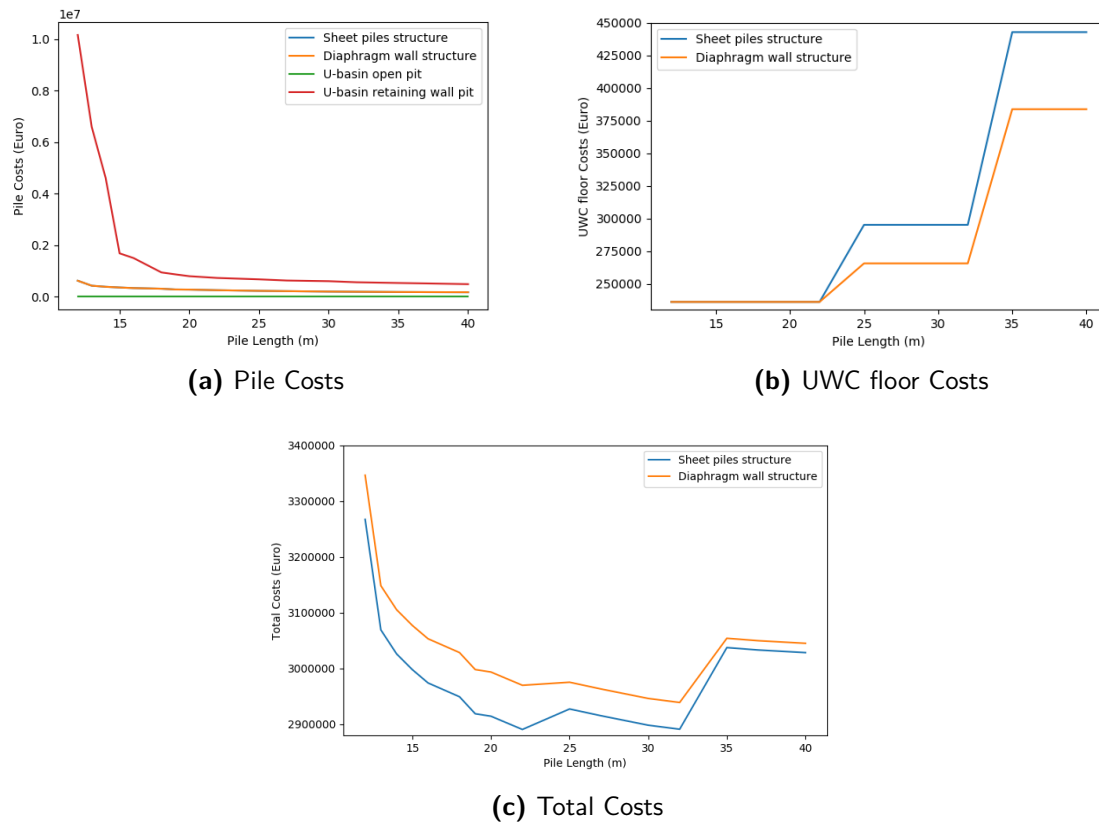 1e7
Pile Costs (Euro)
1.0
0.8
0.6
0.4
0.2
0.0
Sheet piles structure
Diaphragm wall structure
U-basin open pit
U-basin retaining wall pit
15 20 25 30 35 40
Pile Length (m)
(a) Pile Costs
UWC floor Costs (Euro)
450000
425000
400000
375000
350000
325000
300000
275000
250000
Sheet piles structure
Diaphragm wall structure
15 20 25 30 35 40
Pile Length (m)
(b) UWC floor Costs
Total Costs (Euro)
3400000
3300000
3200000
3100000
3000000
2900000
Sheet piles structure
Diaphragm wall structure
15 20 25 30 35 40
Pile Length (m)
(c) Total Costs